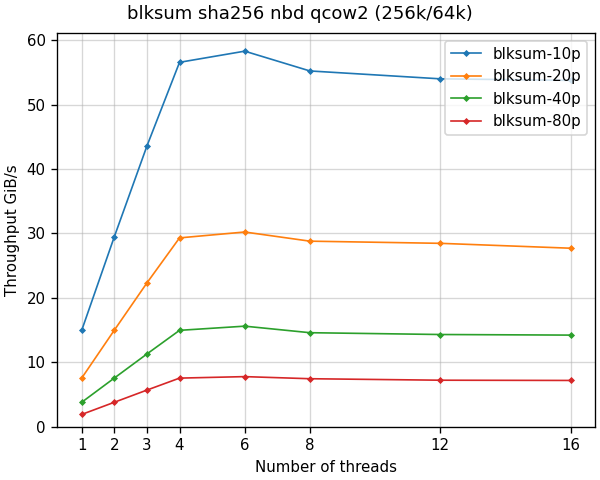 blksum sha256 nbd qcow2 (256k/64k)
60
50
40
30
20
10
0
Throughput GiB/s
blksum-10p
blksum-20p
blksum-40p
blksum-80p
1 2 3 4 6 8 12 16
Number of threads